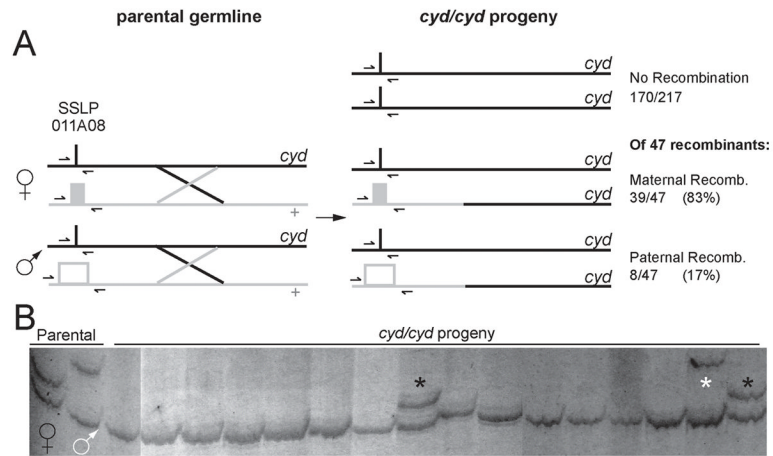 parental germline
cyd/cyd progeny
A
SSLP
011A08
cyd
+
cyd
+
cyd
cyd
No Recombination
170/217
Of 47 recombinants:
cyd
Maternal Recomb.
cyd
39/47 (83%)
cyd
Paternal Recomb.
cyd
8/47 (17%)
B
Parental
cyd/cyd progeny
♀
♂
*
*
*